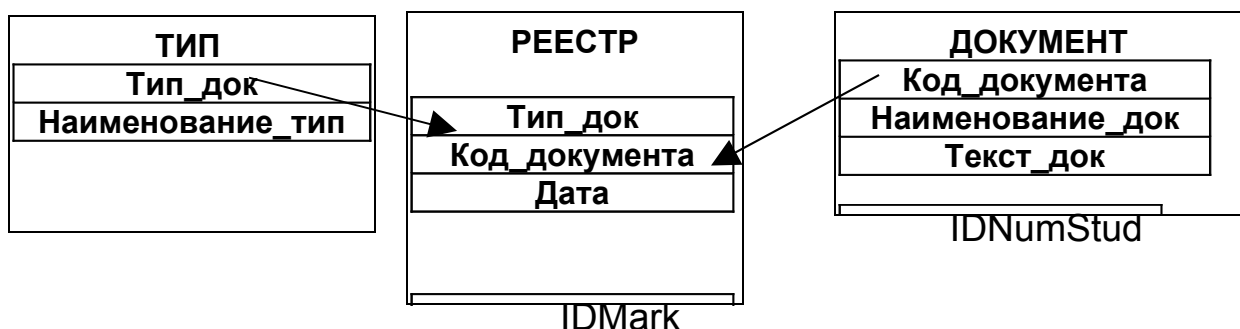 ТИП
Тип_док
Наименование_тип
РЕЕСТР
Тип_док
Код_документа
Дата
IDMark
ДОКУМЕНТ
Код_документа
Наименование_док
Текст_док
IDNumStud